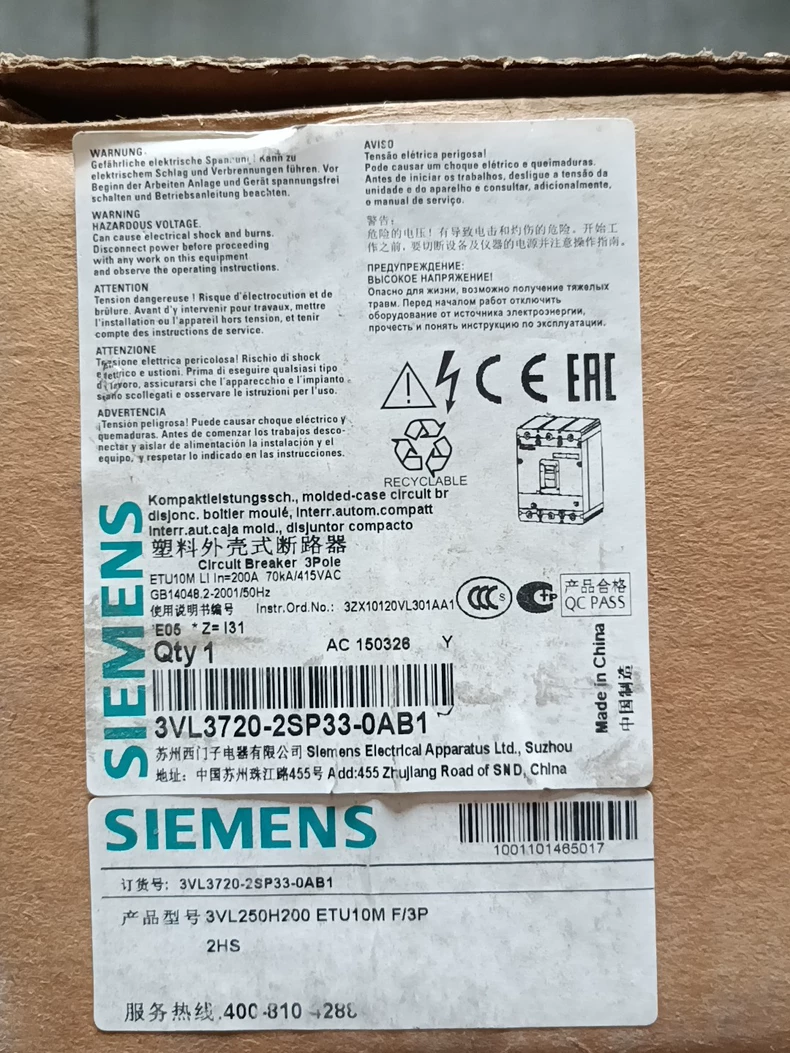 WARNUNG.
Gefährliche elektrische Spannung! Kann zu
elektrischem Schlag und Verbrennungen führen. Vor
Beginn der Arbeiten Anlage und Gerät spannungsfrei
schalten und Betriebsanleitung beachten.
WARNING
HAZARDOUS VOLTAGE.
Can cause electrical shock and burns.
Disconnect power before proceeding
with any work on this equipment
and observe the operating instructions.
ATTENTION
Tension dangereuse ! Risque d'électrocution et de
brûlure. Avant d'y intervenir pour travaux, mettre
l'installation ou l'appareil hors tension, et tenir
compte des instructions de service.
ATTENZIONE
Tensione elettrica pericolosa! Rischio di shock
elettrico e ustioni. Prima di eseguire qualsiasi tipo
di lavoro, assicurarsi che l'apparecchio e l'impianto
siano scollegati e osservare le istruzioni per l'uso.
ADVERTENCIA
¡Tensión peligrosa! Puede causar choque eléctrico y
quemaduras. Antes de comenzar los trabajos desco-
nectar y aislar de alimentación la instalación y el
equipo, y respetar lo indicado en las instrucciones.
AVISO
Tensão elétrica perigosa!
Pode causar um choque elétrico e queimaduras.
Antes de iniciar os trabalhos, desligue a tensão da
unidade e do aparelho e consultar, adicionalmente,
o manual de serviço.
警告:
危险的电压! 有导致电击和灼伤的危险。开始工
作之前,要切断设备及仪器的电源并注意操作指南。
ПРЕДУПРЕЖДЕНИЕ:
ВЫСОКОЕ НАПРЯЖЕНИЕ!
Опасно для жизни, возможно получение тяжелых
травм. Перед началом работ отключить
оборудование от источника электроэнергии,
прочесть и понять инструкцию по эксплуатации.
CE EAC
RECYCLABLE
SIEMENS
Kompaktleistungssch., molded-case circuit br
disjonc. boîtier moulé, interr.autom.compatt
Interr.aut.caja mold., disjuntor compacto
塑料外壳式断路器
Circuit Breaker 3Pole
ETU10M LI In=200A 70kA/415VAC
GB14048.2-2001/50Hz
使用说明书编号 Instr.Ord.No.: 3ZX10120VL301AA1
CCC S
产品合格
QC PASS
*E05 * Z= I31
Qty 1 AC 150326 Y
3VL3720-2SP33-0AB1
Made in China
中国制造
苏州西门子电器有限公司 Siemens Electrical Apparatus Ltd., Suzhou
地址: 中国苏州珠江路455号 Add:455 Zhujiang Road of SND, China
SIEMENS
1001101465017
订货号: 3VL3720-2SP33-0AB1
产品型号 3VL250H200 ETU10M F/3P
2HS
服务热线.400-810 4288